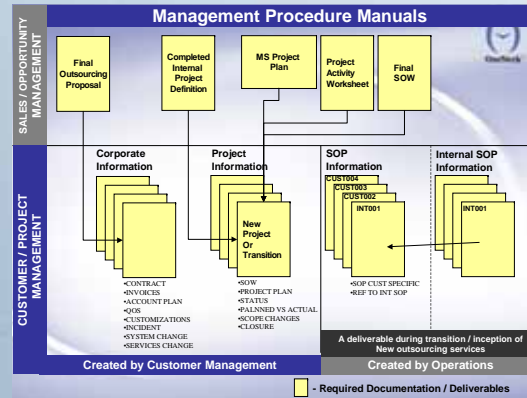 Management Procedure Manuals
OneNeck
SALES / OPPORTUNITY
MANAGEMENT
Final
Outsourcing
Proposal
Completed
Internal
Project
Definition
MS Project
Plan
Project
Activity
Worksheet
Final
SOW
CUSTOMER / PROJECT
MANAGEMENT
Corporate
Information
Project
Information
New
Project
Or
Transition
SOP
Information
CUST004
CUST003
CUST002
INT001
Internal SOP
Information
INT001
•CONTRACT
•INVOICES
•ACCOUNT PLAN
•QOS
•CUSTOMIZATIONS
•INCIDENT
•SYSTEM CHANGE
•SERVICES CHANGE
•SOW
•PROJECT PLAN
•STATUS
•PALNNED VS ACTUAL
•SCOPE CHANGES
•CLOSURE
•SOP CUST SPECIFIC
•REF TO INT SOP
A deliverable during transition / inception of
New outsourcing services
Created by Customer Management
Created by Operations
- Required Documentation / Deliverables